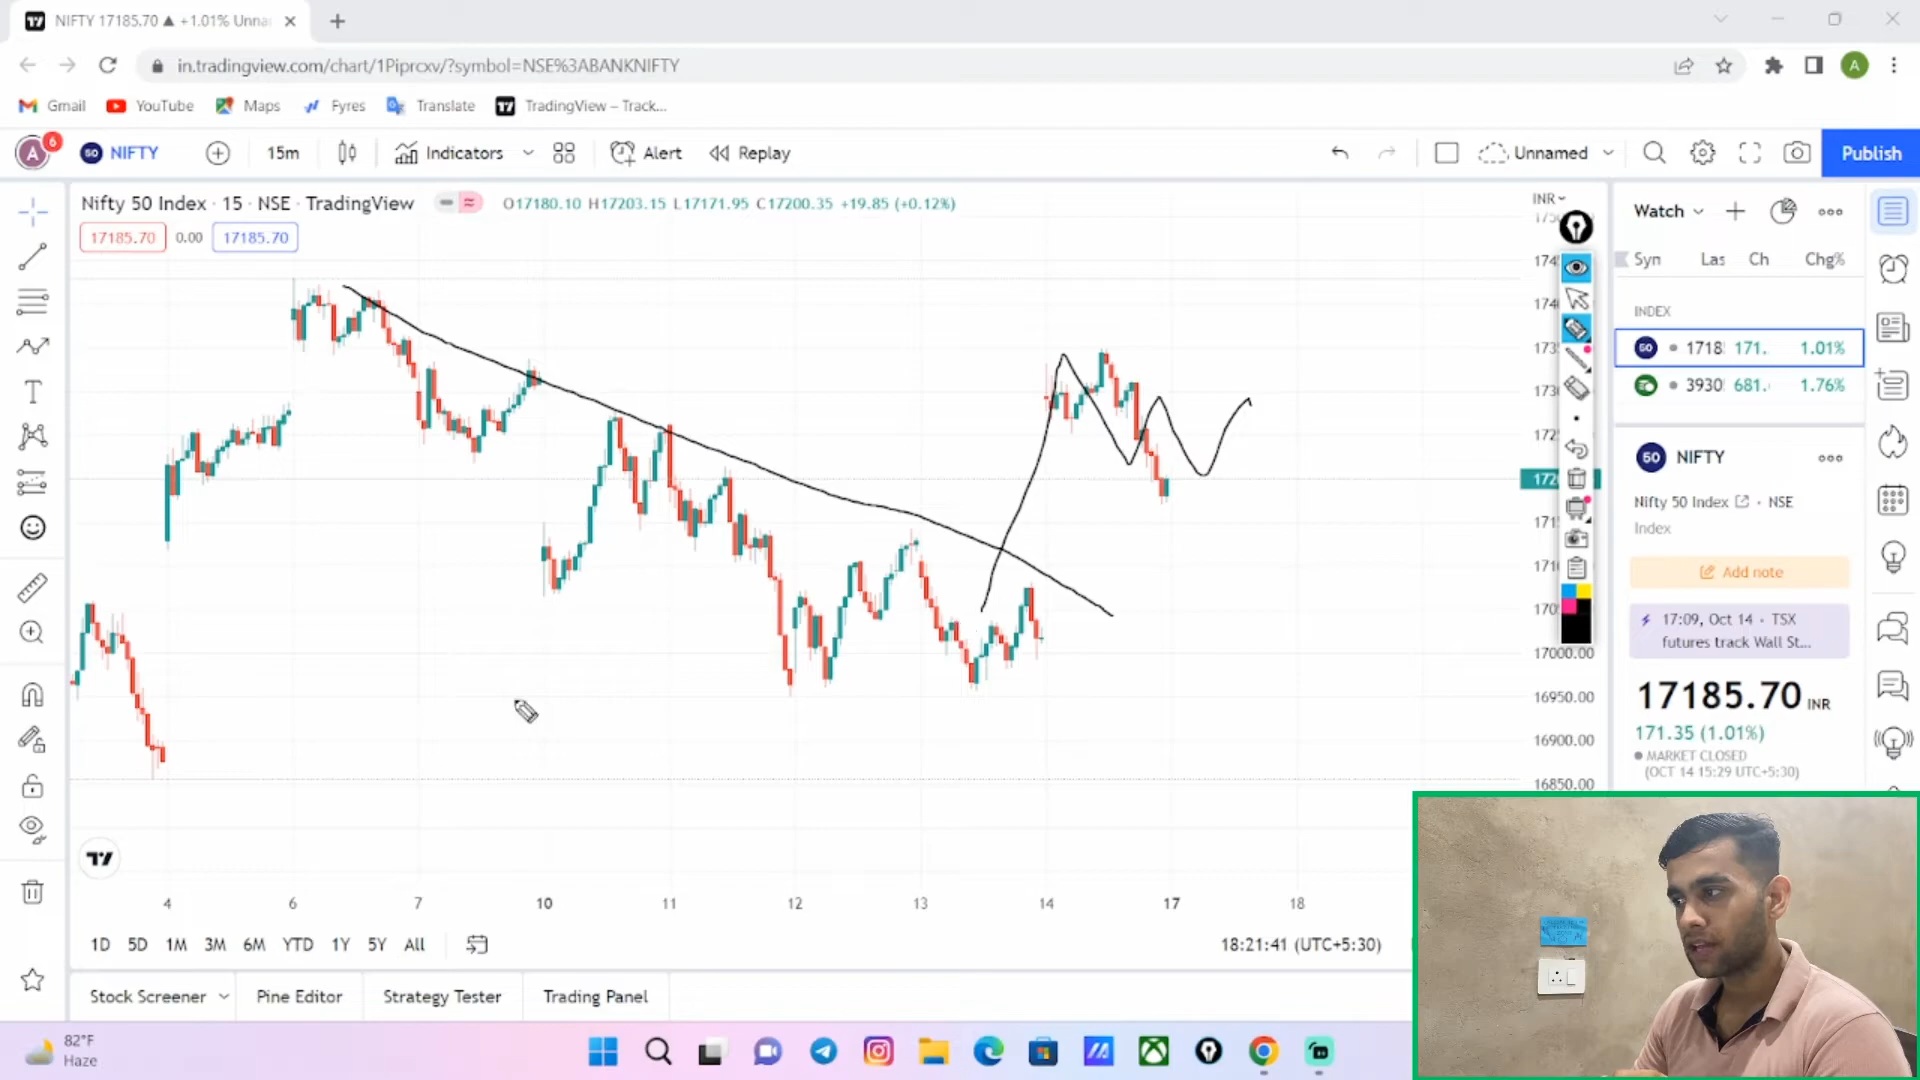 NIFTY 17185.70 ▲ +1.01% Unna
in.tradingview.com/chart/1Piprcxv/?symbol=NSE%3ABANKNIFTY
A
Gmail YouTube Maps Fyres Translate TradingView – Track...
A 6 50 NIFTY 15m Indicators Alert Replay Unnamed Publish
Nifty 50 Index · 15 · NSE · TradingView O17180.10 H17203.15 L17171.95 C17200.35 +19.85 (+0.12%)
17185.70 0.00 17185.70
INR
Watch
Syn Las Ch Chg%
INDEX
50 1718 171. 1.01%
3930 681. 1.76%
50 NIFTY
Nifty 50 Index · NSE
Index
Add note
17:09, Oct 14 · TSX
futures track Wall St...
17185.70 INR
171.35 (1.01%)
MARKET CLOSED
(OCT 14 15:29 UTC+5:30)
17000.00
16950.00
16900.00
16850.00
4 6 7 10 11 12 13 14 17 18
1D 5D 1M 3M 6M YTD 1Y 5Y All 18:21:41 (UTC+5:30)
Stock Screener Pine Editor Strategy Tester Trading Panel
82°F
Haze